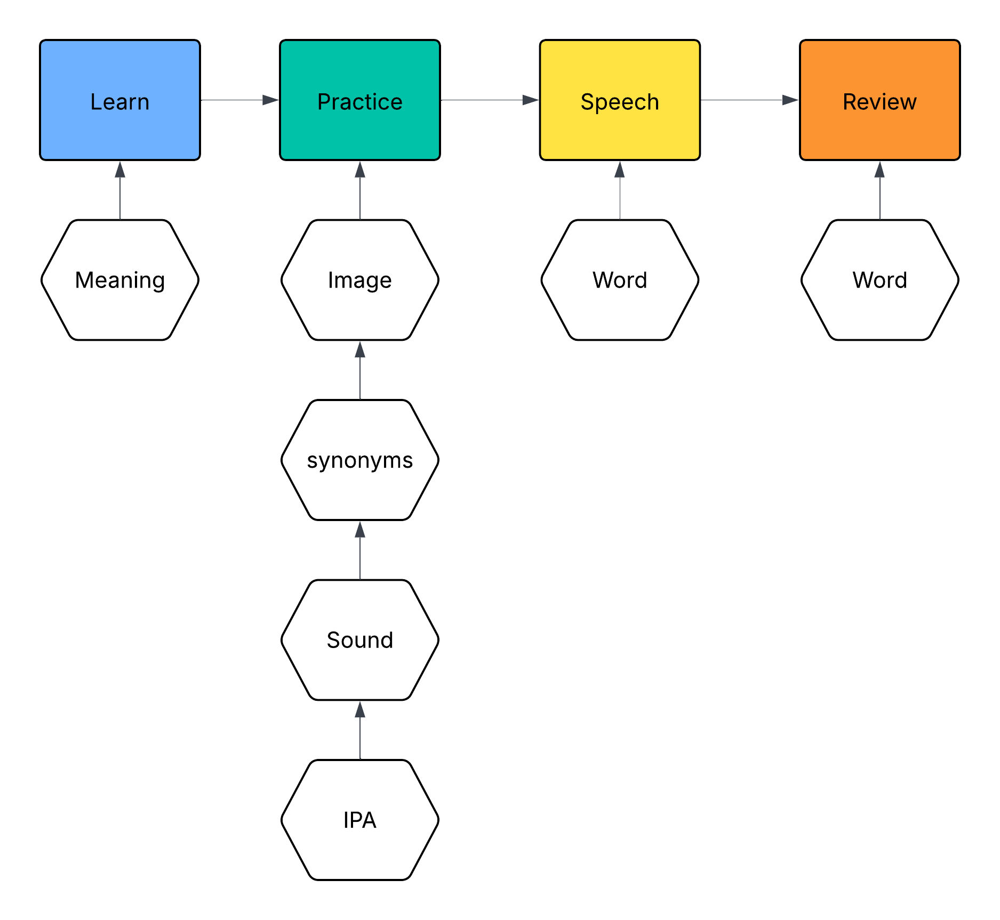 Learn
Practice
Speech
Review
Meaning
Image
Word
Word
synonyms
Sound
IPA